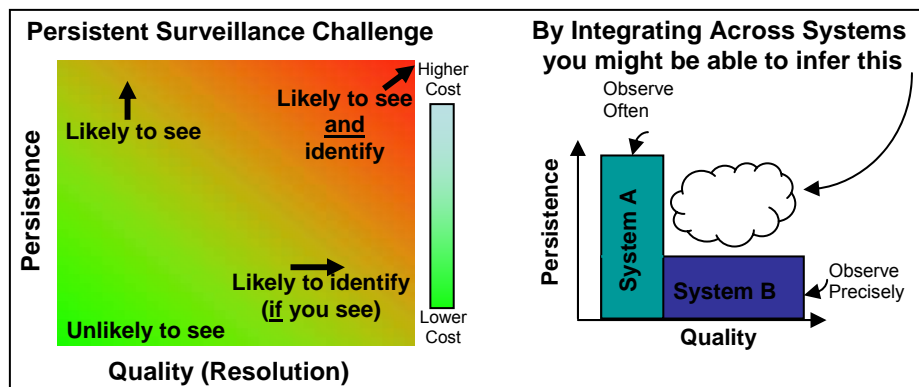 Persistent Surveillance Challenge
Persistence
Likely to see
Likely to see
and
identify
Likely to identify
(if you see)
Unlikely to see
Quality (Resolution)
Higher
Cost
Lower
Cost
By Integrating Across Systems
you might be able to infer this
Observe
Often
Persistence
System A
System B
Observe
Precisely
Quality